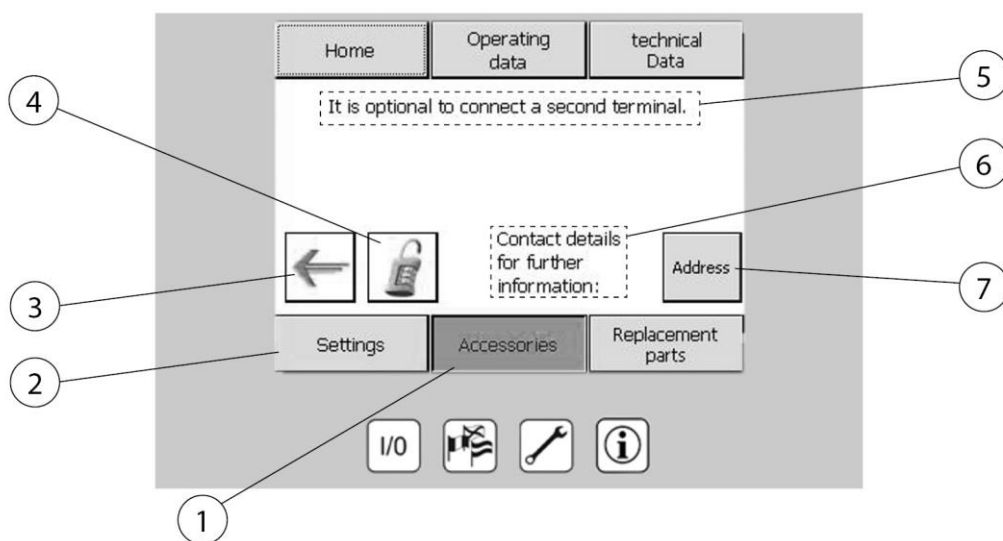 Home
Operating
data
technical
Data
It is optional to connect a second terminal.
5
4
6
Contact details
for further
information:
Address
3
7
Settings
Accessories
Replacement
parts
2
I/0
i
1